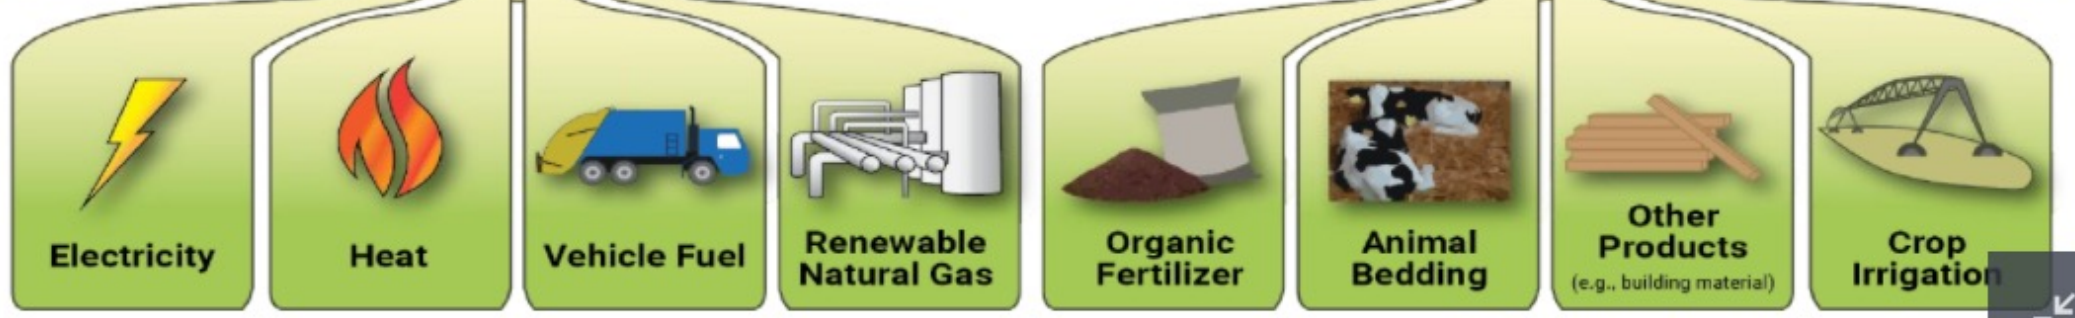 Electricity
Heat
Vehicle Fuel
Renewable
Natural Gas
Organic
Fertilizer
Animal
Bedding
Other
Products
(e.g., building material)
Crop
Irrigation